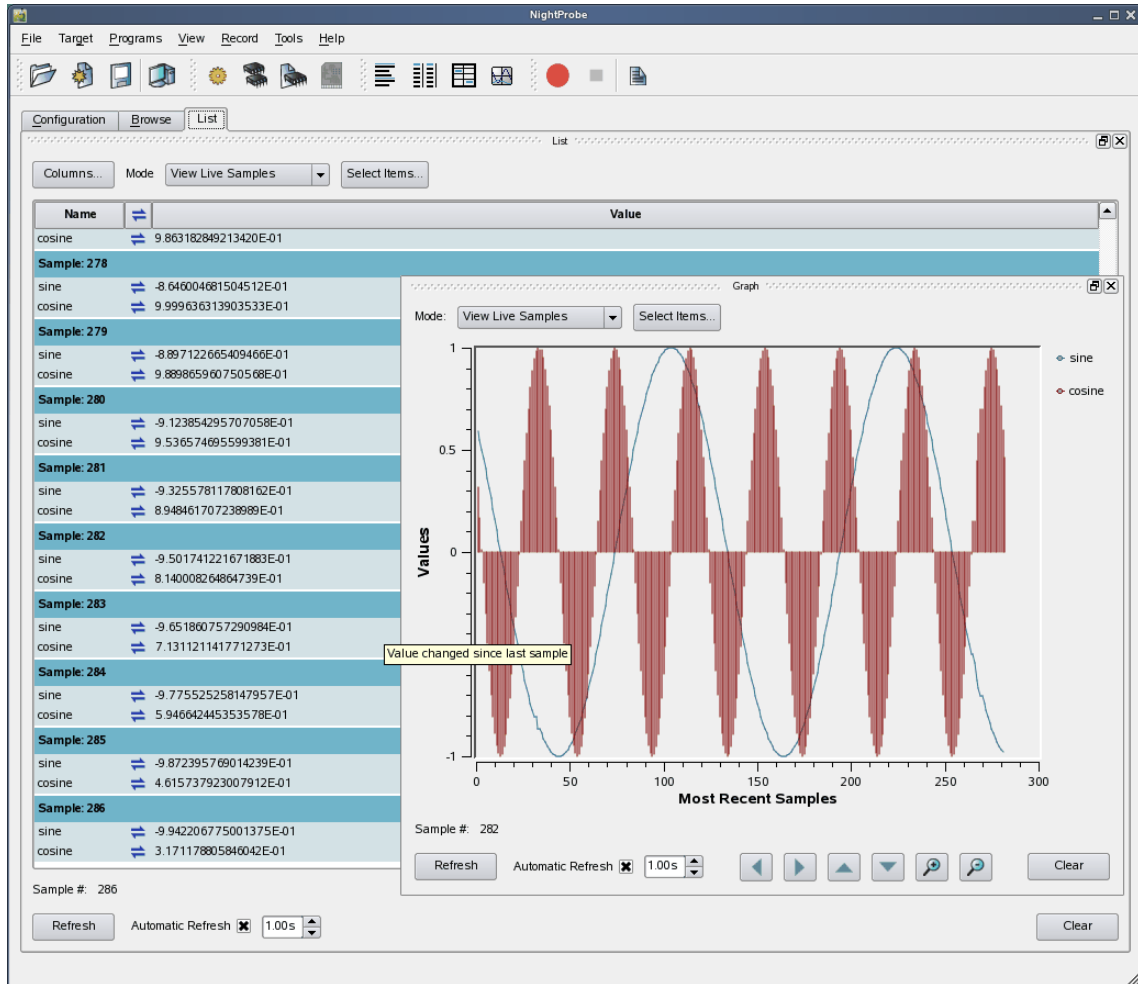 NightProbe
File Target Programs View Record Tools Help
Configuration Browse List
List
Columns... Mode View Live Samples Select Items...
Name Value
cosine 9.863182849213420E-01
Sample: 278
sine -8.646004681504512E-01
cosine 9.999636313903533E-01
Sample: 279
sine -8.897122665409466E-01
cosine 9.889865960750568E-01
Sample: 280
sine -9.123854295707058E-01
cosine 9.536574695599381E-01
Sample: 281
sine -9.325578117808162E-01
cosine 8.948461707238989E-01
Sample: 282
sine -9.501741221671883E-01
cosine 8.140008264864739E-01
Sample: 283
sine -9.651860757290984E-01
cosine 7.131121141771273E-01
Sample: 284
sine -9.775525258147957E-01
cosine 5.946642445353578E-01
Sample: 285
sine -9.872395769014239E-01
cosine 4.615737923007912E-01
Sample: 286
sine -9.942206775001375E-01
cosine 3.171178805846042E-01
Sample #: 286
Refresh Automatic Refresh 1.00s Clear
Graph
Mode: View Live Samples Select Items...
sine
cosine
1
0.5
0
-1
Values
Value changed since last sample
0 50 100 150 200 250 300
Most Recent Samples
Sample #: 282
Refresh Automatic Refresh 1.00s Clear